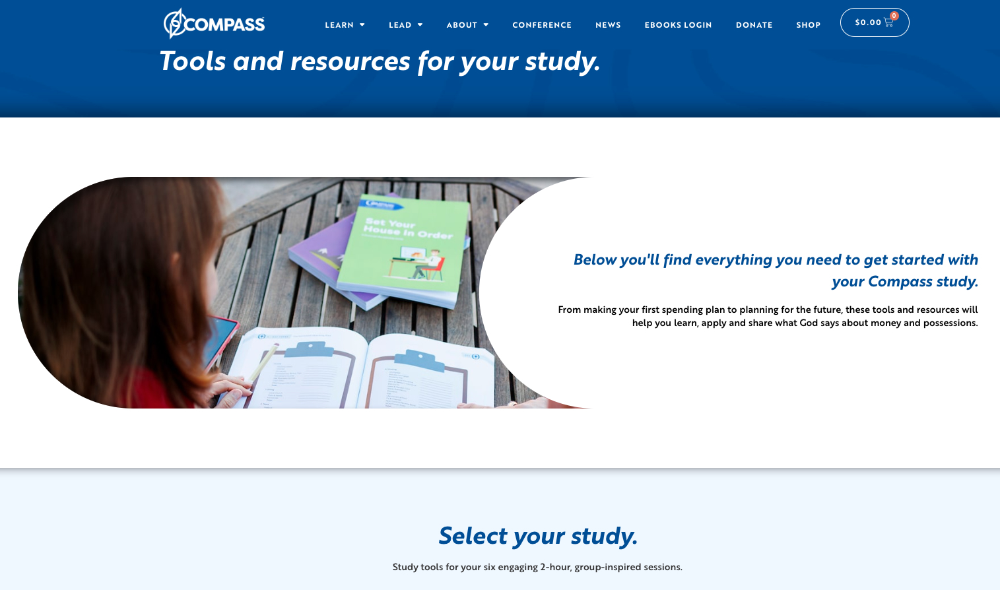 COMPASS
LEARN
LEAD
ABOUT
CONFERENCE
NEWS
EBOOKS LOGIN
DONATE
SHOP
$0.00
0
Tools and resources for your study.
COMPASS
Set Your
House in Order
Below you'll find everything you need to get started with
your Compass study.
From making your first spending plan to planning for the future, these tools and resources will
help you learn, apply and share what God says about money and possessions.
Select your study.
Study tools for your six engaging 2-hour, group-inspired sessions.